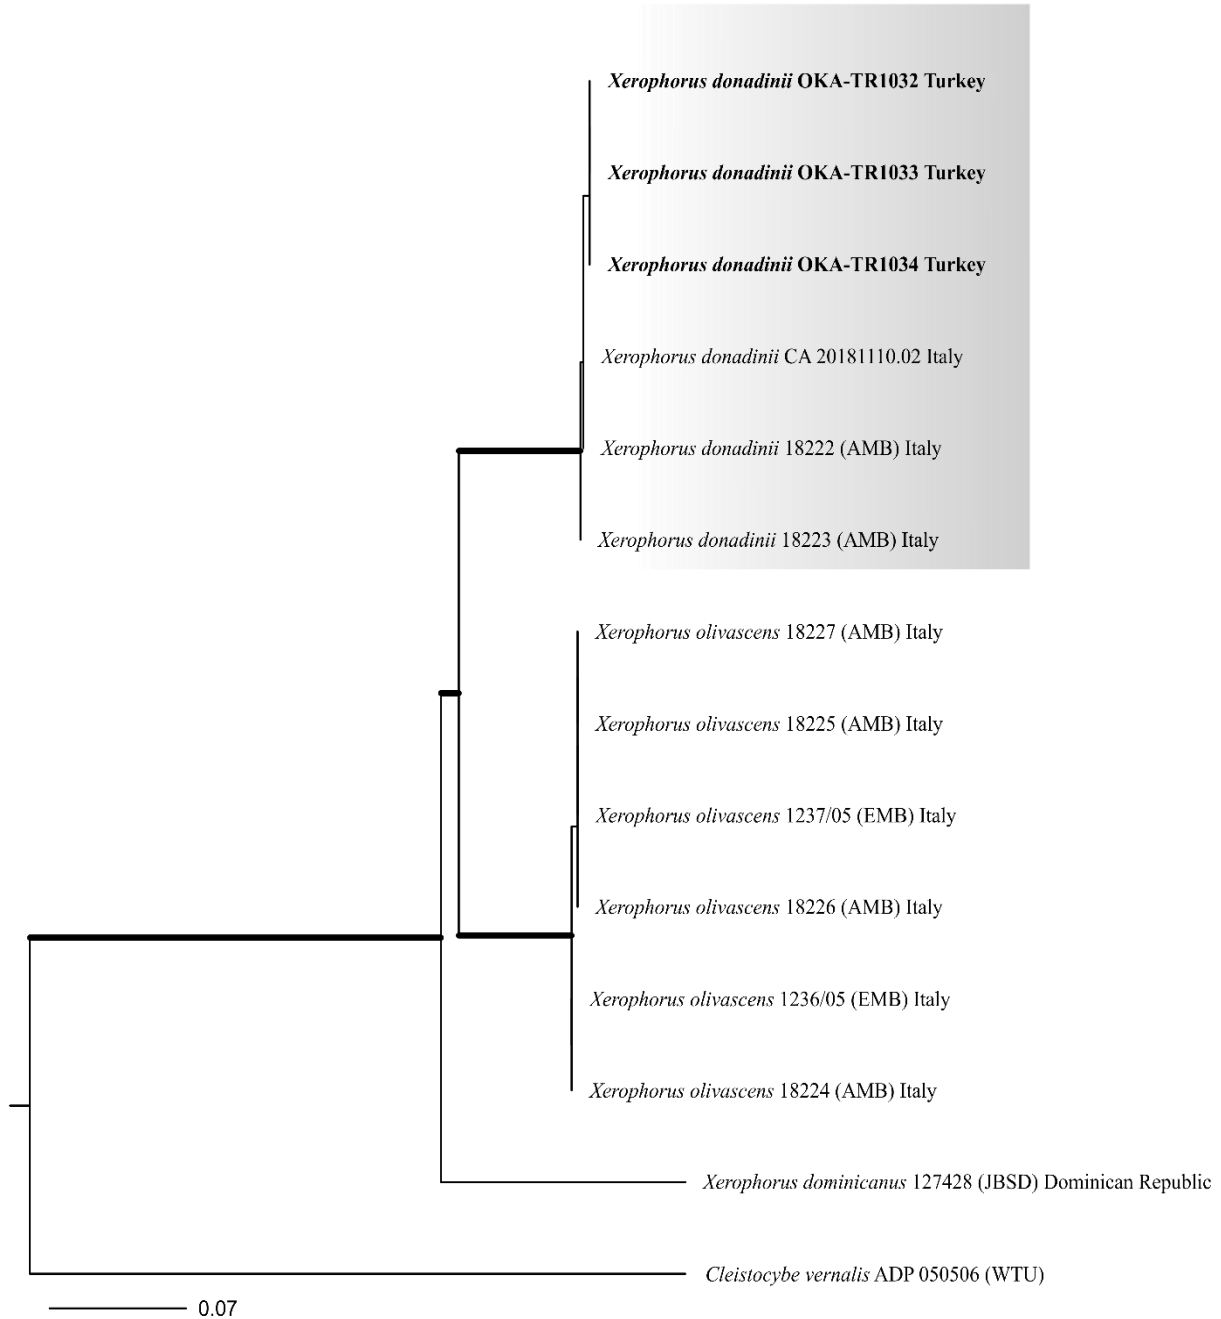 Xerophorus donadinii OKA-TR1032 Turkey
Xerophorus donadinii OKA-TR1033 Turkey
Xerophorus donadinii OKA-TR1034 Turkey
Xerophorus donadinii CA 20181110.02 Italy
Xerophorus donadinii 18222 (AMB) Italy
Xerophorus donadinii 18223 (AMB) Italy
Xerophorus olivascens 18227 (AMB) Italy
Xerophorus olivascens 18225 (AMB) Italy
Xerophorus olivascens 1237/05 (EMB) Italy
Xerophorus olivascens 18226 (AMB) Italy
Xerophorus olivascens 1236/05 (EMB) Italy
Xerophorus olivascens 18224 (AMB) Italy
Xerophorus dominicanus 127428 (JBSD) Dominican Republic
Cleistocybe vernalis ADP 050506 (WTU)
0.07